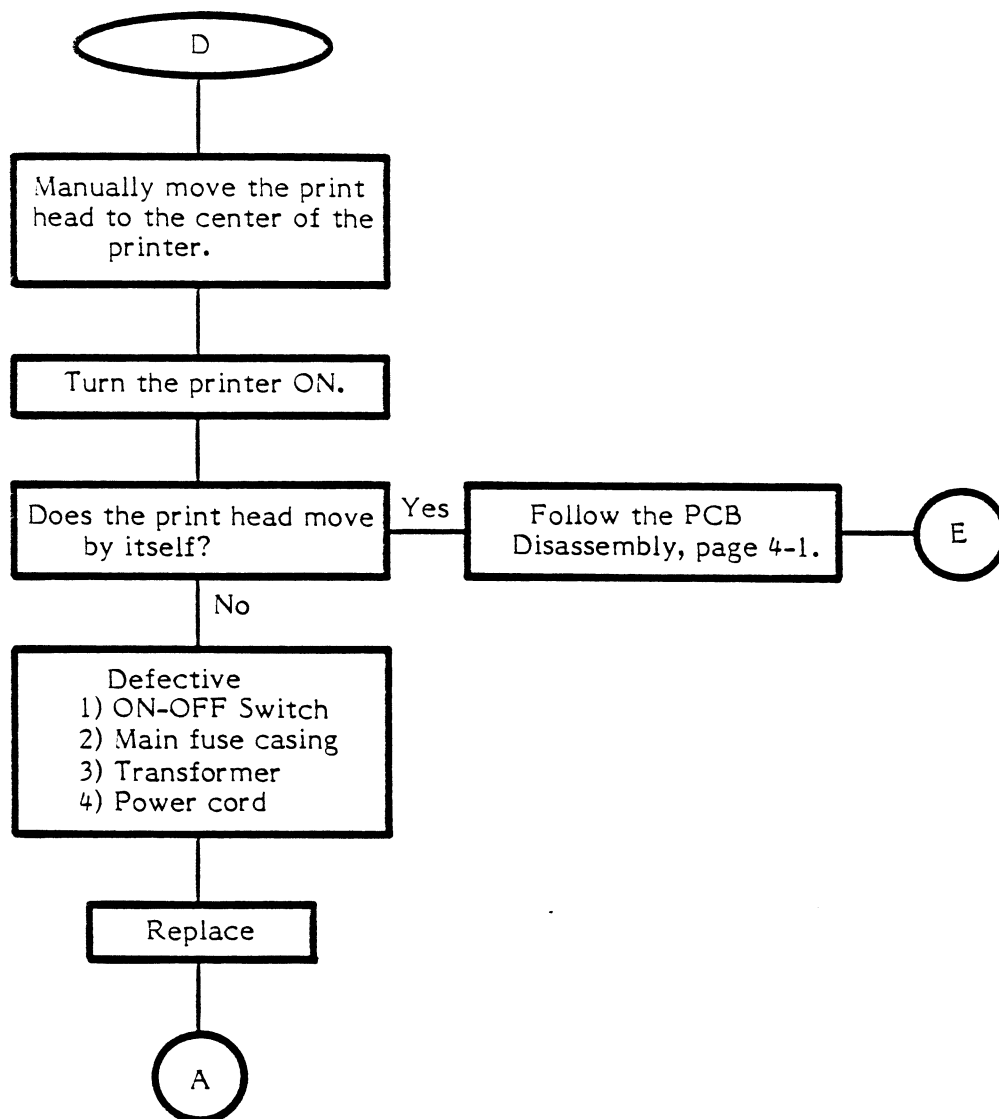 D
Manually move the print
head to the center of the
printer.
Turn the printer ON.
Does the print head move
by itself?
Yes
Follow the PCB
Disassembly, page 4-1.
E
No
Defective
1) ON-OFF Switch
2) Main fuse casing
3) Transformer
4) Power cord
Replace
A